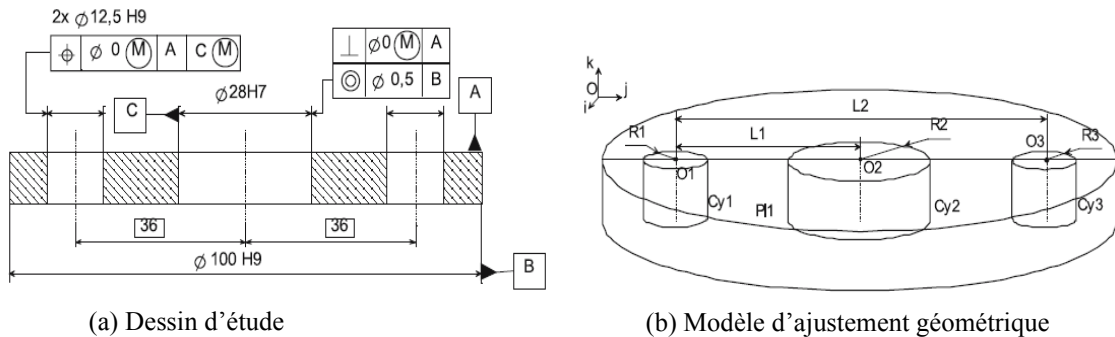 2x ⌀12,5 H9
⌖ ⌀ 0 Ⓜ A C Ⓜ
⊥ ⌀0 Ⓜ A
◎ ⌀ 0,5 B
⌀28H7
C
A
36
36
⌀ 100 H9
B
(a) Dessin d’étude
k
O
j
i
L2
L1
R1
R2
R3
O1
O2
O3
Cy1
Pl1
Cy2
Cy3
(b) Modèle d’ajustement géométrique